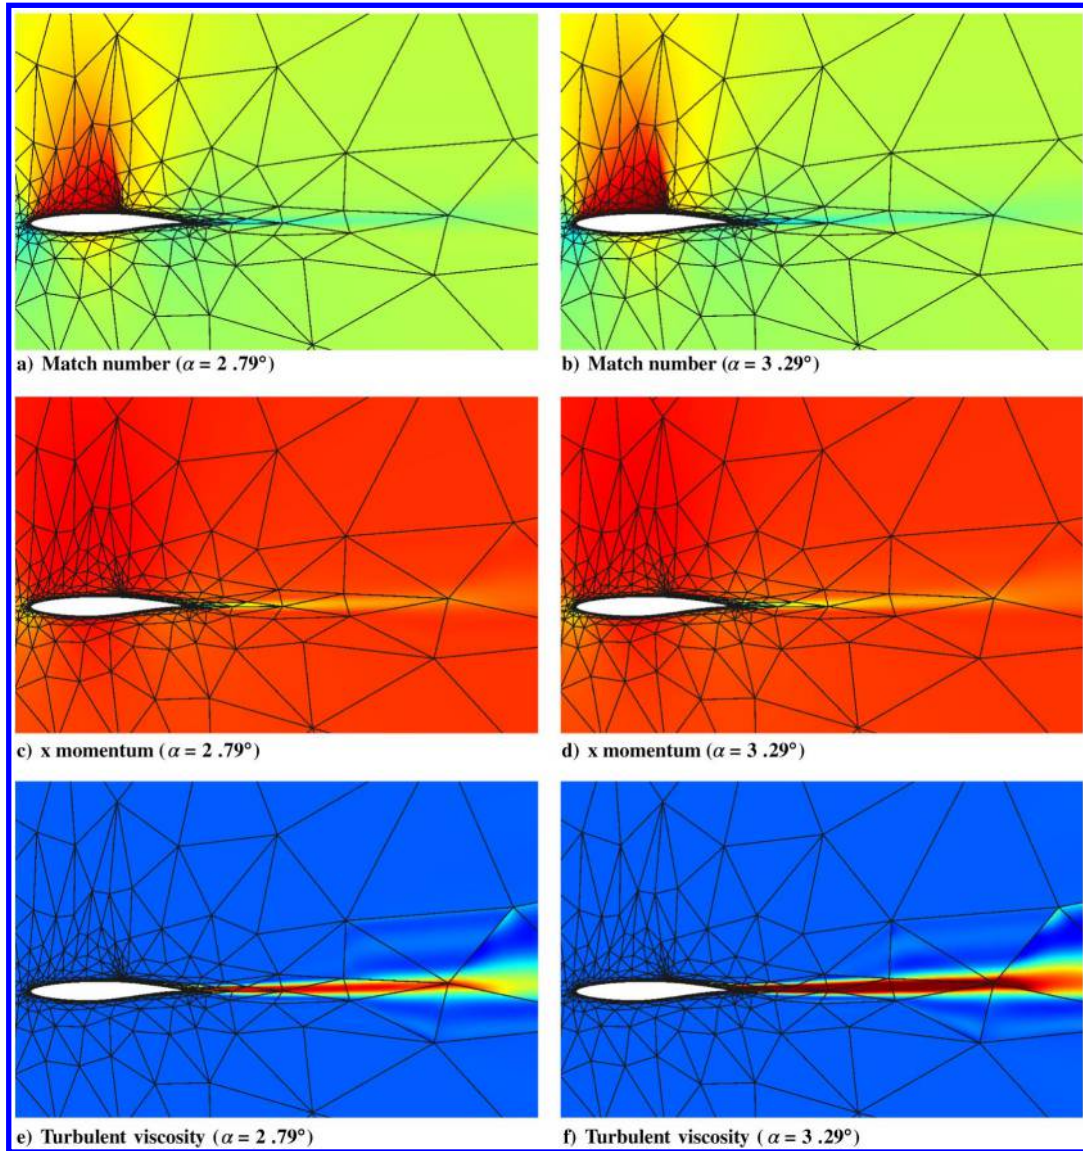 a) Match number (α = 2 .79°)
b) Match number (α = 3 .29°)
c) x momentum (α = 2 .79°)
d) x momentum (α = 3 .29°)
e) Turbulent viscosity (α = 2 .79°)
f) Turbulent viscosity ( α = 3 .29°)